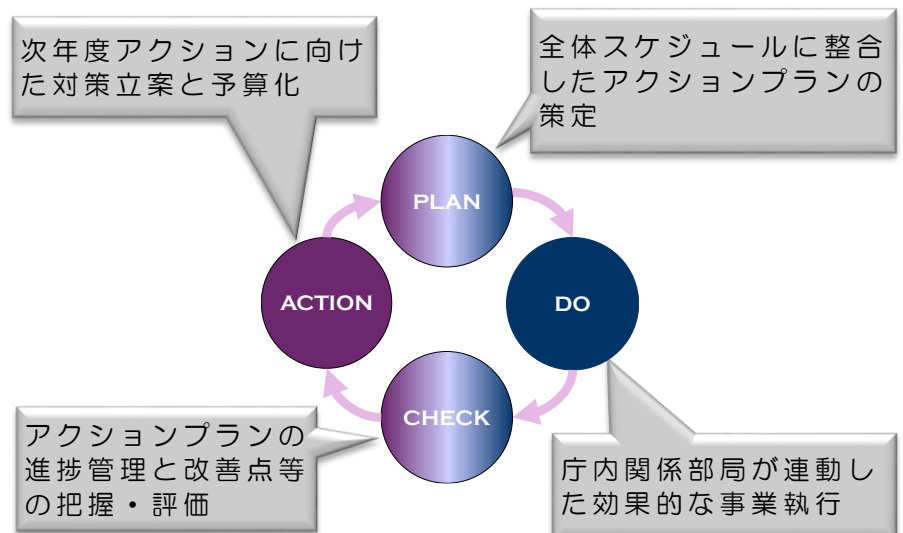 次年度アクションに向け
た対策立案と予算化
全体スケジュールに整合
したアクションプランの
策定
PLAN
ACTION
DO
CHECK
アクションプランの
進捗管理と改善点等
の把握・評価
庁内関係部局が連動し
た効果的な事業執行